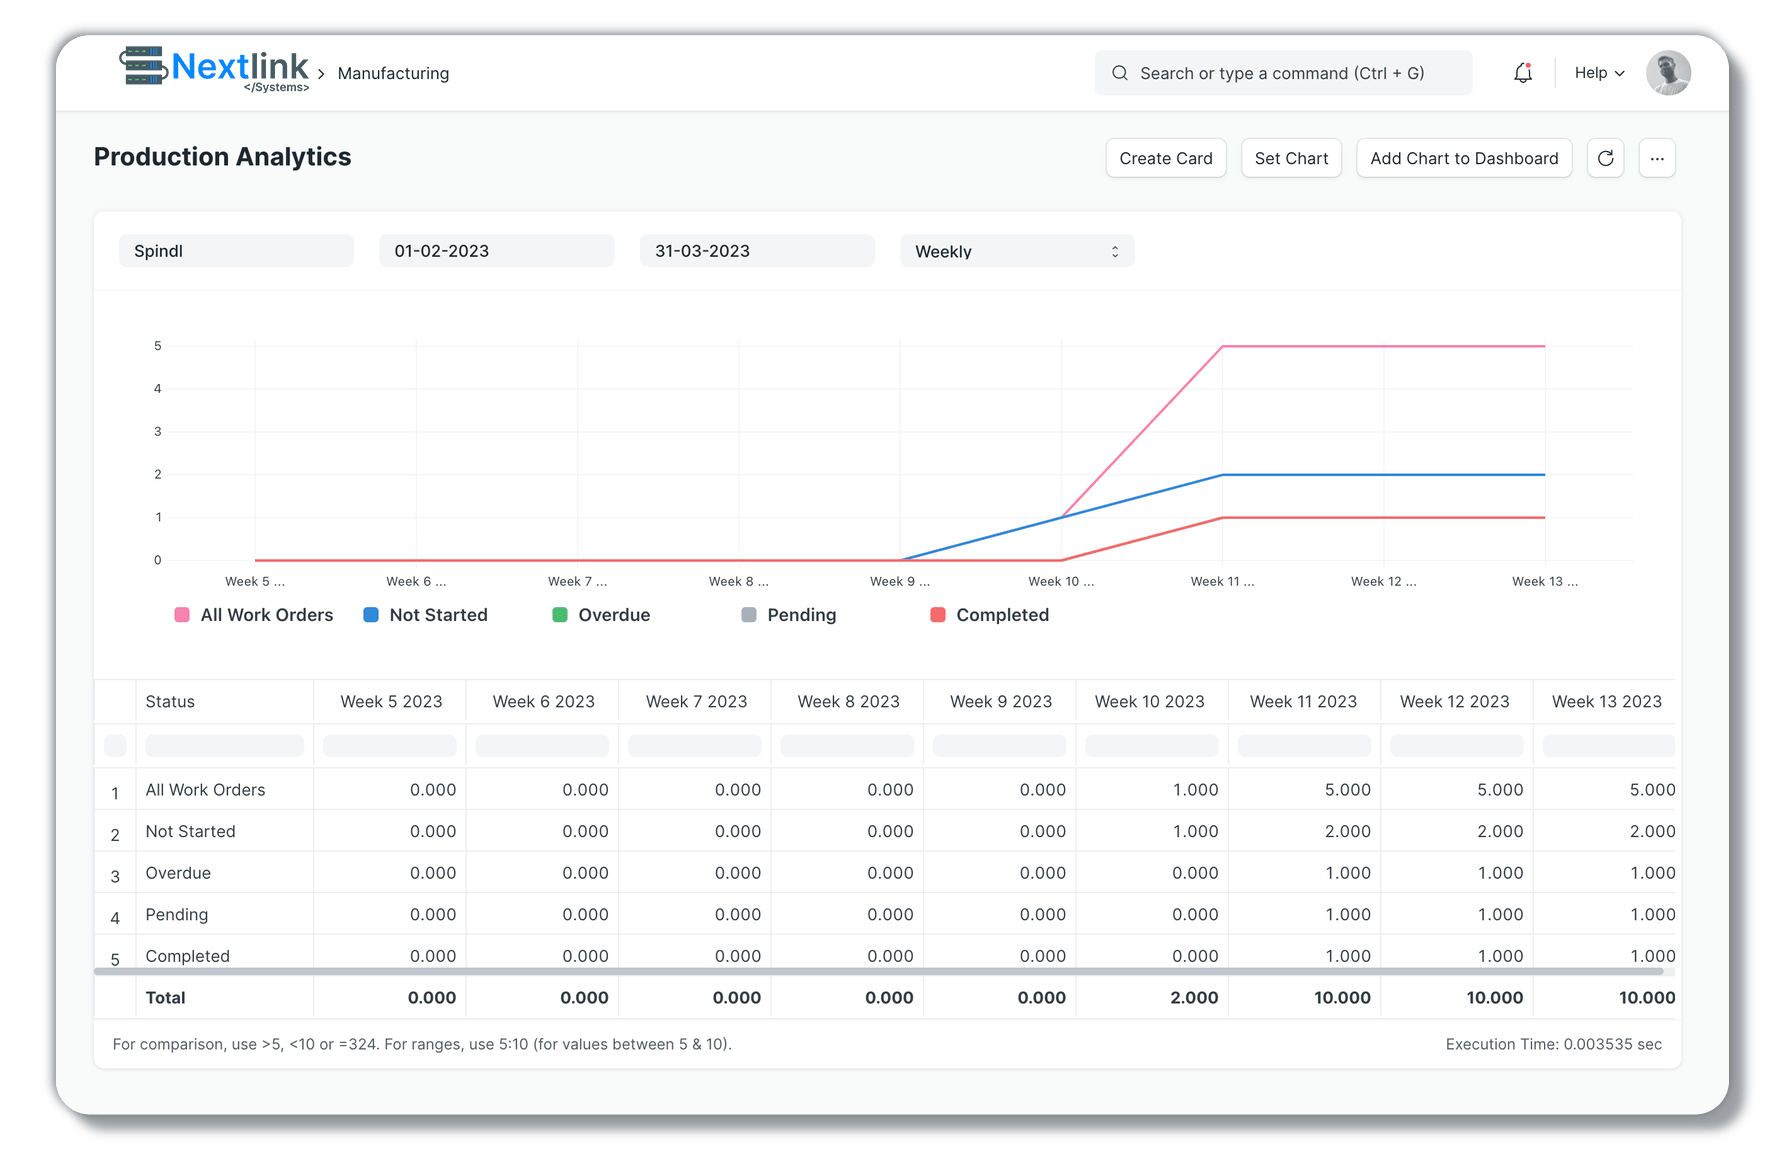 Nextlink
</Systems>
Manufacturing
Search or type a command (Ctrl + G)
Help
Production Analytics
Create Card
Set Chart
Add Chart to Dashboard
...
Spindl
01-02-2023
31-03-2023
Weekly
5
4
3
2
1
0
Week 5 ... Week 6 ... Week 7 ... Week 8 ... Week 9 ... Week 10 ... Week 11 ... Week 12 ... Week 13 ...
All Work Orders Not Started Overdue Pending Completed
Status Week 5 2023 Week 6 2023 Week 7 2023 Week 8 2023 Week 9 2023 Week 10 2023 Week 11 2023 Week 12 2023 Week 13 2023
1 All Work Orders 0.000 0.000 0.000 0.000 0.000 1.000 5.000 5.000 5.000
2 Not Started 0.000 0.000 0.000 0.000 0.000 1.000 2.000 2.000 2.000
3 Overdue 0.000 0.000 0.000 0.000 0.000 0.000 1.000 1.000 1.000
4 Pending 0.000 0.000 0.000 0.000 0.000 0.000 1.000 1.000 1.000
5 Completed 0.000 0.000 0.000 0.000 0.000 0.000 1.000 1.000 1.000
Total 0.000 0.000 0.000 0.000 0.000 2.000 10.000 10.000 10.000
For comparison, use >5, <10 or =324. For ranges, use 5:10 (for values between 5 & 10).
Execution Time: 0.003535 sec